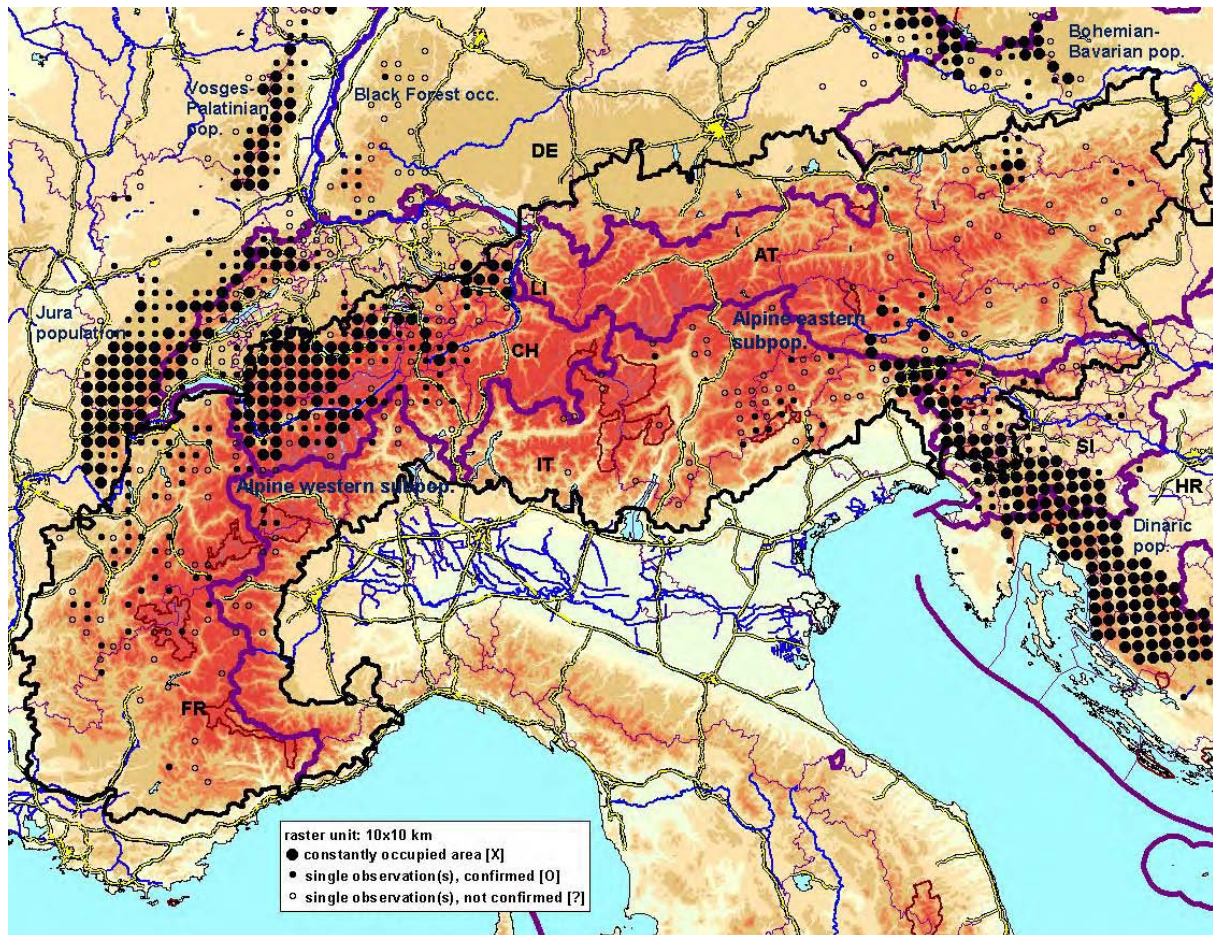 Bohemian-
Bavarian pop.
Vosges-
Palatinian
pop.
Black Forest occ.
DE
AT
LI
Jura
population
Alpine eastern
subpop.
CH
SI
IT
Alpine western subpop.
HR
Dinaric
pop.
FR
raster unit: 10x10 km
constantly occupied area [X]
single observation(s), confirmed [O]
single observation(s), not confirmed [?]